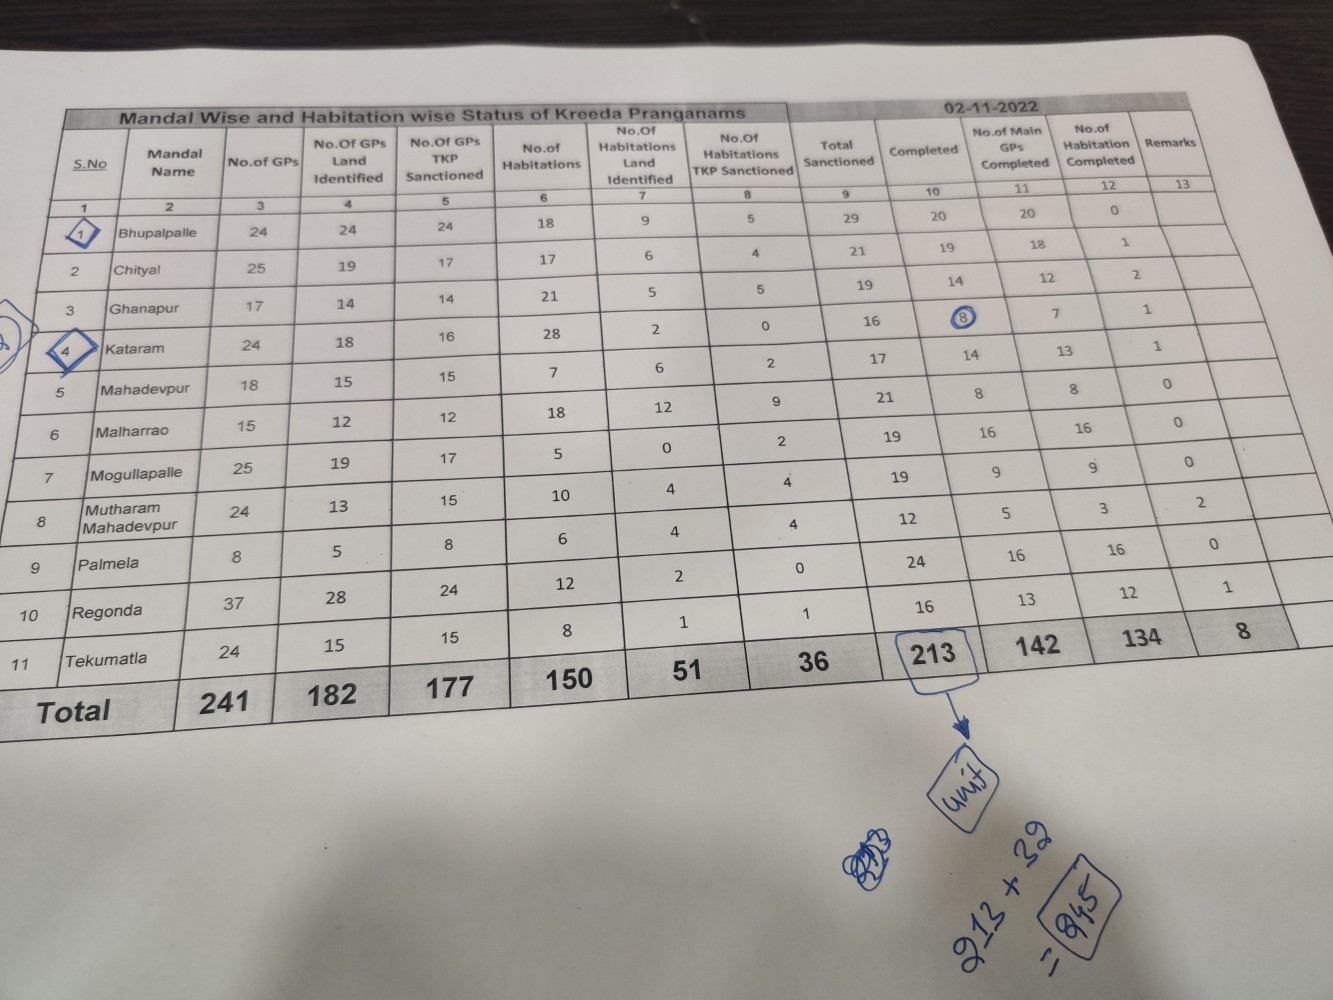 Mandal Wise and Habitation wise Status of Kreeda Pranganams 02-11-2022
S.No Mandal Name No.of GPs No.Of GPs Land Identified No.Of GPs TKP Sanctioned No.of Habitations No.Of Habitations Land Identified No.Of Habitations TKP Sanctioned Total Sanctioned Completed No.of Main GPs Completed No.of Habitation Completed Remarks
1 2 3 4 5 6 7 8 9 10 11 12 13
1 Bhupalpalle 24 24 24 18 9 5 29 20 20 0
2 Chityal 25 19 17 17 6 4 21 19 18 1
3 Ghanapur 17 14 14 21 5 5 19 14 12 2
4 Kataram 24 18 16 28 2 0 16 8 7 1
5 Mahadevpur 18 15 15 7 6 2 17 14 13 1
6 Malharrao 15 12 12 18 12 9 21 8 8 0
7 Mogullapalle 25 19 17 5 0 2 19 16 16 0
8 Mutharam Mahadevpur 24 13 15 10 4 4 19 9 9 0
9 Palmela 8 5 8 6 4 4 12 5 3 2
10 Regonda 37 28 24 12 2 0 24 16 16 0
11 Tekumatla 24 15 15 8 1 1 16 13 12 1
Total 241 182 177 150 51 36 213 142 134 8
unit
213 + 32
= 245